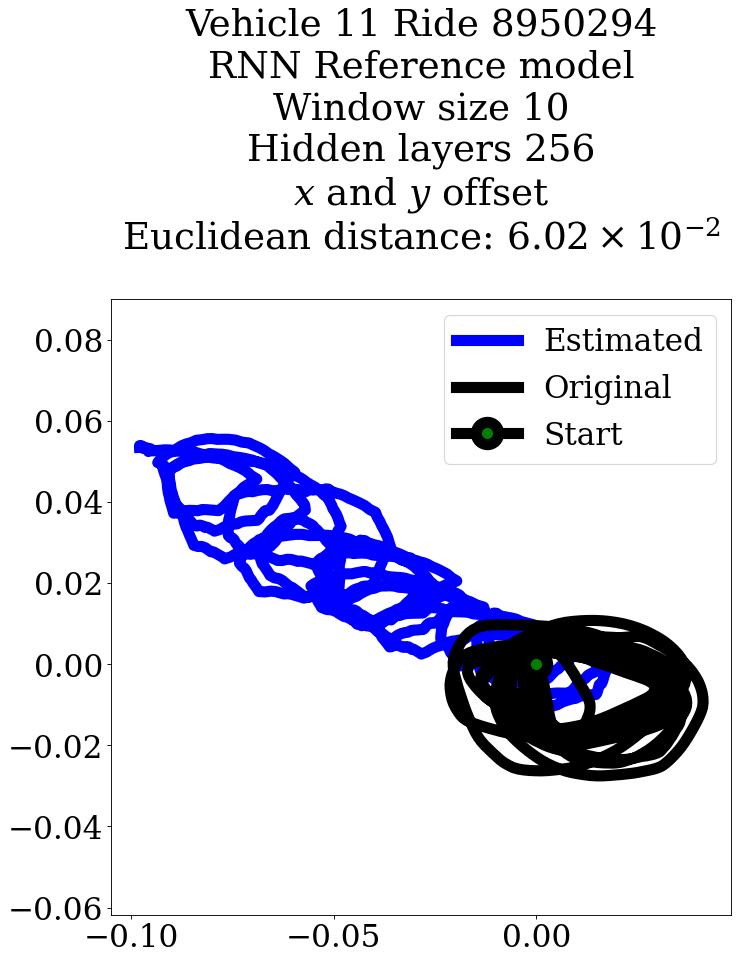 Vehicle 11 Ride 8950294
RNN Reference model
Window size 10
Hidden layers 256
x and y offset
Euclidean distance: 6.02 × 10⁻²
Estimated
Original
Start
0.08
0.06
0.04
0.02
0.00
−0.02
−0.04
−0.06
−0.10 −0.05 0.00